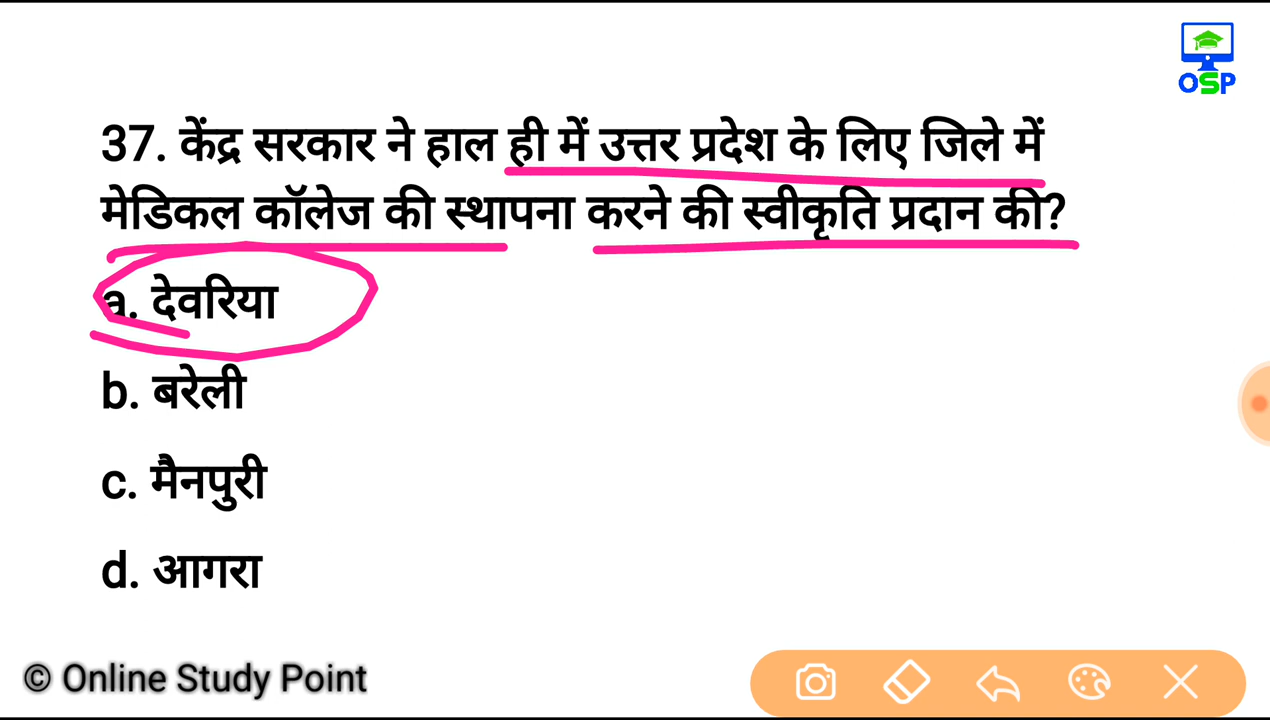 OSP
37. केंद्र सरकार ने हाल ही में उत्तर प्रदेश के लिए जिले में
मेडिकल कॉलेज की स्थापना करने की स्वीकृति प्रदान की?
a. देवरिया
b. बरेली
c. मैनपुरी
d. आगरा
© Online Study Point